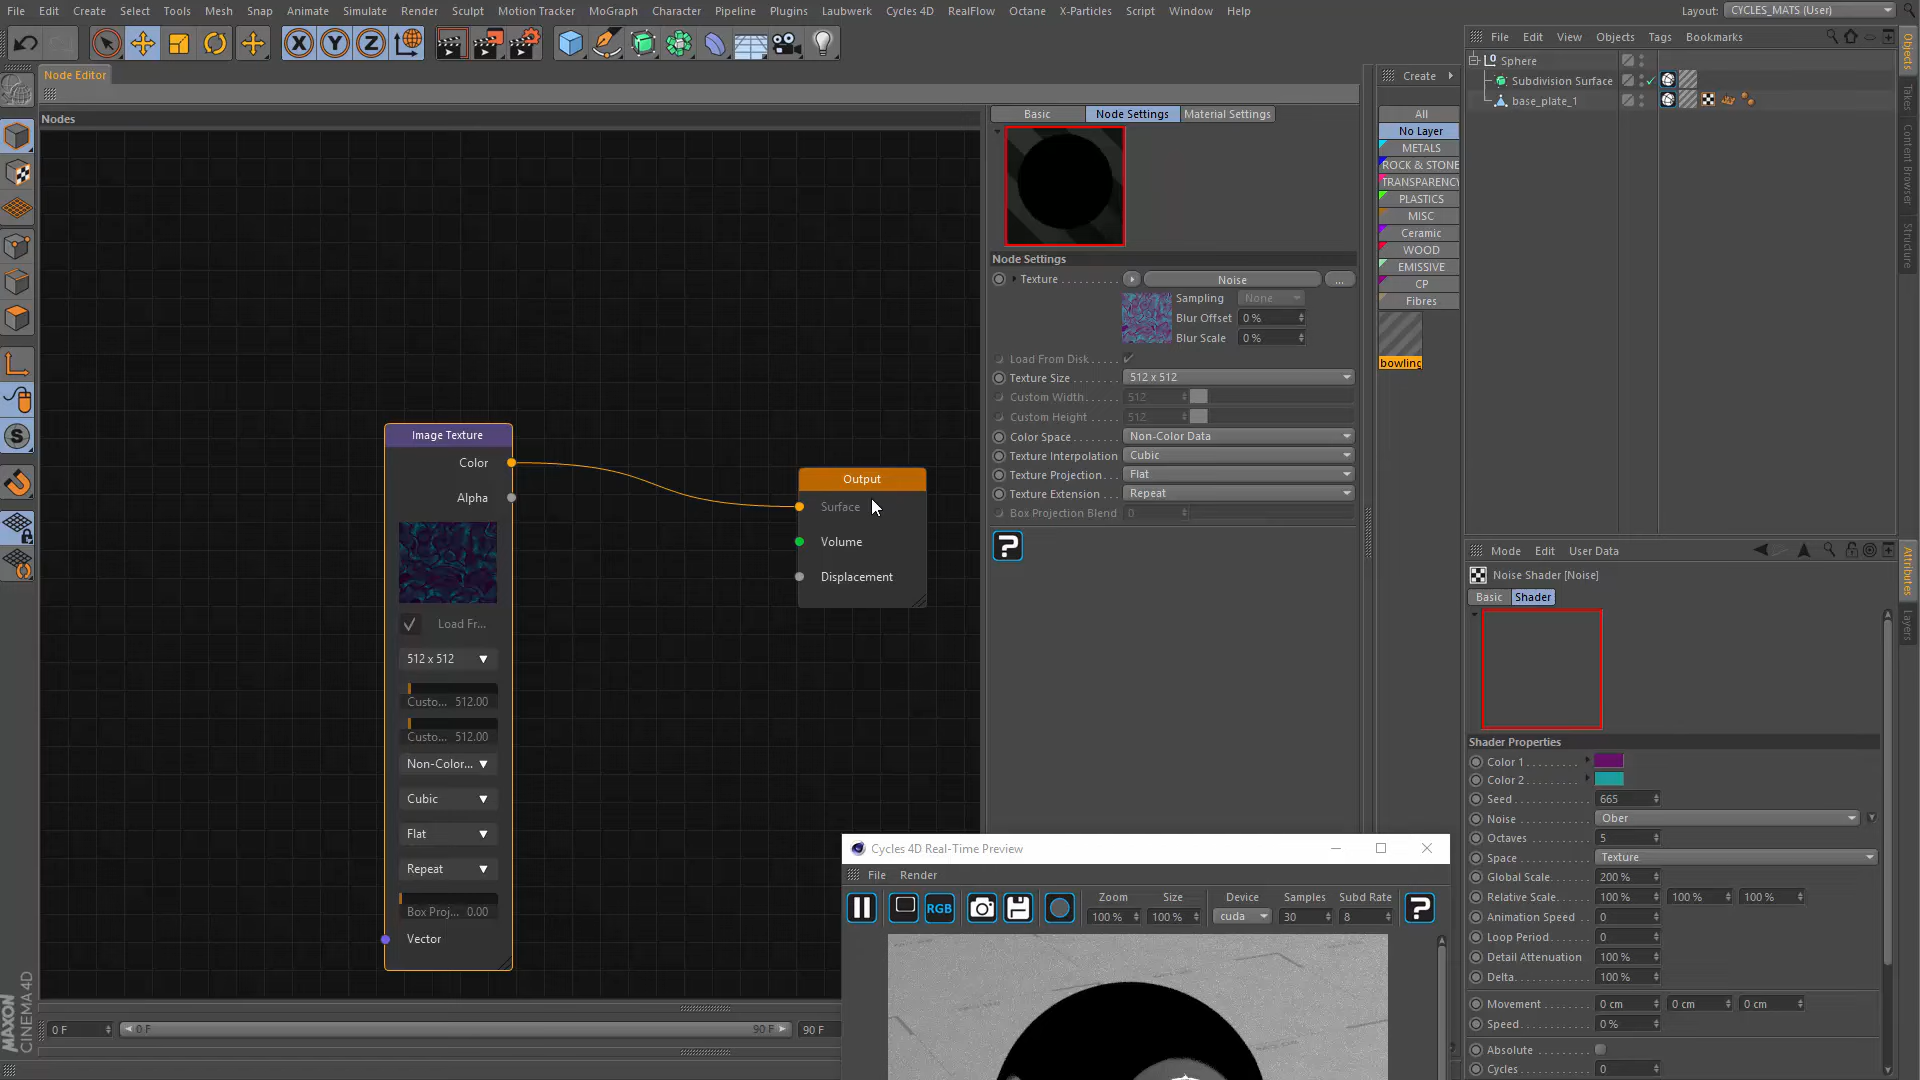 File Edit Create Select Tools Mesh Snap Animate Simulate Render Sculpt Motion Tracker MoGraph Character Pipeline Plugins Laubwerk Cycles 4D RealFlow Octane X-Particles Script Window Help
Layout: CYCLES_MATS (User)
Node Editor
Nodes
Image Texture
Color
Alpha
Load Fr...
512 x 512
Custo... 512.00
Custo... 512.00
Non-Color...
Cubic
Flat
Repeat
Box Proj... 0.00
Vector
Output
Surface
Volume
Displacement
Basic Node Settings Material Settings
Node Settings
Texture Noise ...
Sampling None
Blur Offset 0 %
Blur Scale 0 %
Load From Disk
Texture Size 512 x 512
Custom Width 512
Custom Height 512
Color Space Non-Color Data
Texture Interpolation Cubic
Texture Projection Flat
Texture Extension Repeat
Box Projection Blend 0
?
Create
All
No Layer
METALS
ROCK & STONE
TRANSPARENCY
PLASTICS
MISC
Ceramic
WOOD
EMISSIVE
CP
Fibres
bowling
File Edit View Objects Tags Bookmarks
Sphere
Subdivision Surface
base_plate_1
Objects
Takes
Content Browser
Structure
Mode Edit User Data
Noise Shader [Noise]
Basic Shader
Attributes
Layers
Shader Properties
Color 1
Color 2
Seed 665
Noise Ober
Octaves 5
Space Texture
Global Scale 200 %
Relative Scale 100 % 100 % 100 %
Animation Speed 0
Loop Period 0
Detail Attenuation 100 %
Delta 100 %
Movement 0 cm 0 cm 0 cm
Speed 0 %
Absolute
Cycles 0
Cycles 4D Real-Time Preview
File Render
RGB
Zoom Size Device Samples Subd Rate
100 % 100 % cuda 30 8
?
0 F 0 F 90 F 90 F
MAXON
CINEMA 4D